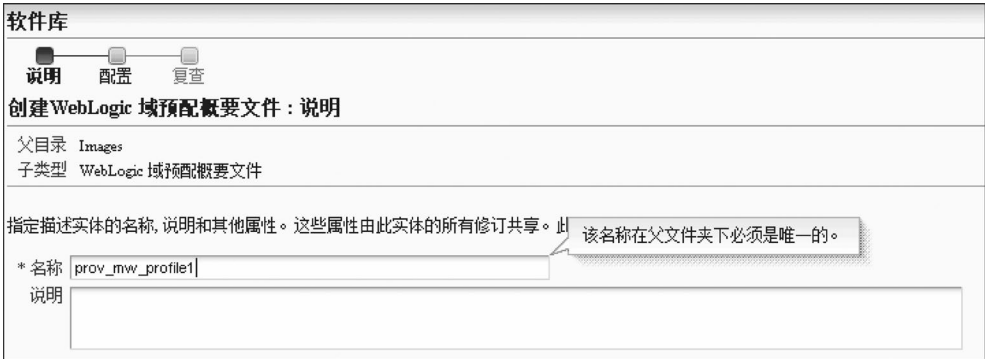 软件库
说明 配置 复查
创建WebLogic 域预配概要文件：说明
父目录 Images
子类型 WebLogic 域预配概要文件
指定描述实体的名称, 说明和其他属性。这些属性由此实体的所有修订共享。此
该名称在父文件夹下必须是唯一的。
* 名称 prov_mw_profile1
说明